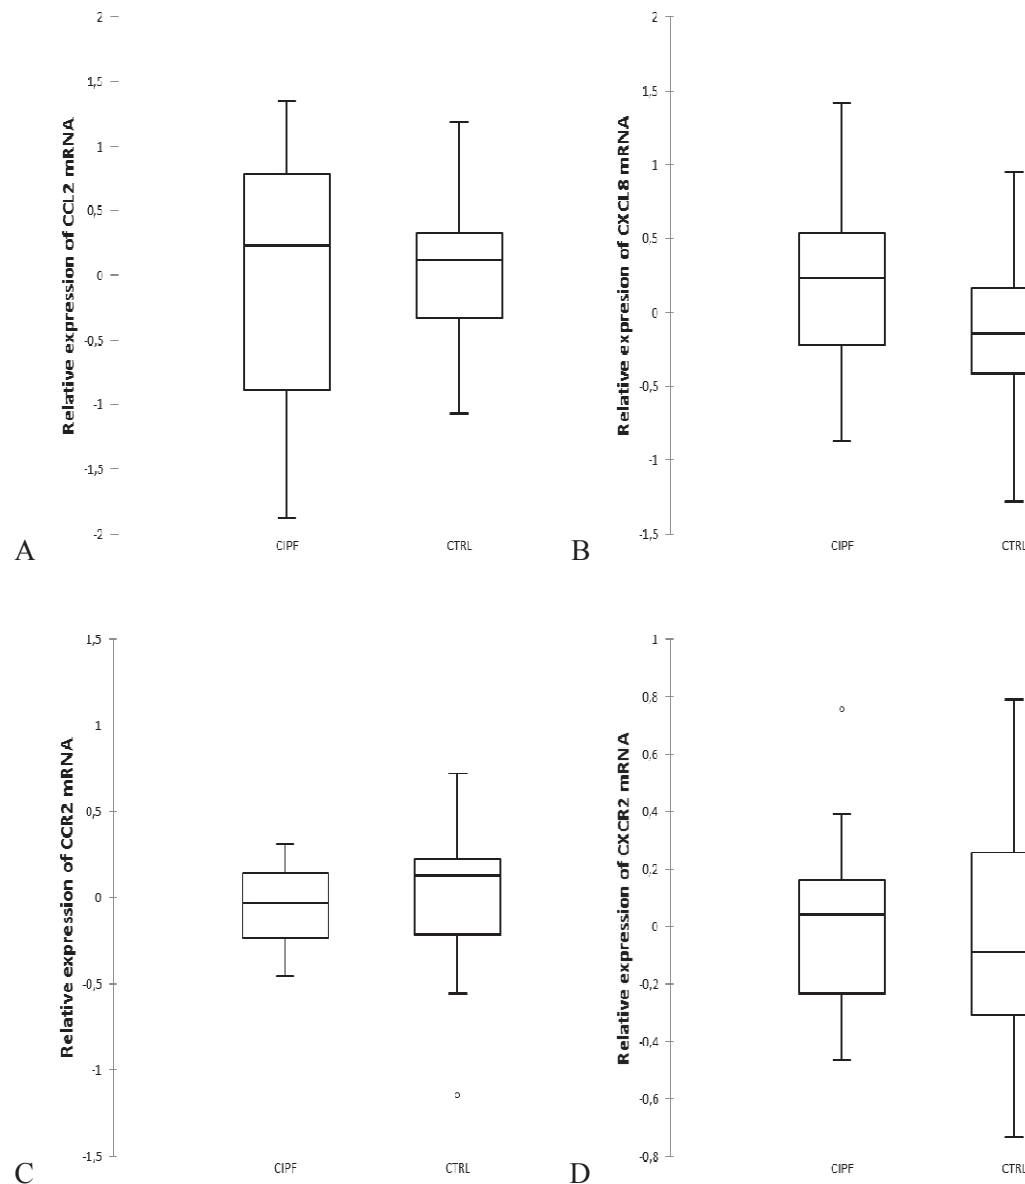 Relative expression of CCL2 mRNA
2
1,5
1
0,5
0
-0,5
-1
-1,5
-2
CIPF
CTRL
A
Relative expresion of CXCL8 mRNA
2
1,5
1
0,5
0
-0,5
-1
-1,5
CIPF
CTRL
B
Relative expression of CCR2 mRNA
1,5
1
0,5
0
-0,5
-1
-1,5
CIPF
CTRL
C
Relative expression of CXCR2 mRNA
1
0,8
0,6
0,4
0,2
0
-0,2
-0,4
-0,6
-0,8
CIPF
CTRL
D